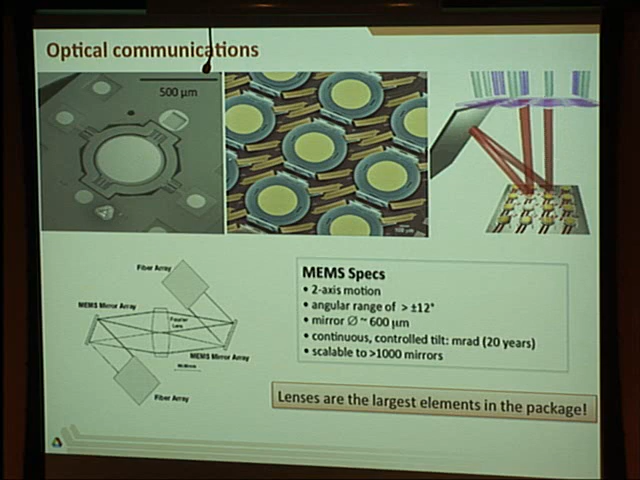 Optical communications
500 µm
Fiber Array
MEMS Mirror Array
Fourier
Lens
MEMS Mirror Array
Fiber Array
MEMS Specs
• 2-axis motion
• angular range of > ±12°
• mirror Ø ~ 600 µm
• continuous, controlled tilt: mrad (20 years)
• scalable to >1000 mirrors
Lenses are the largest elements in the package!